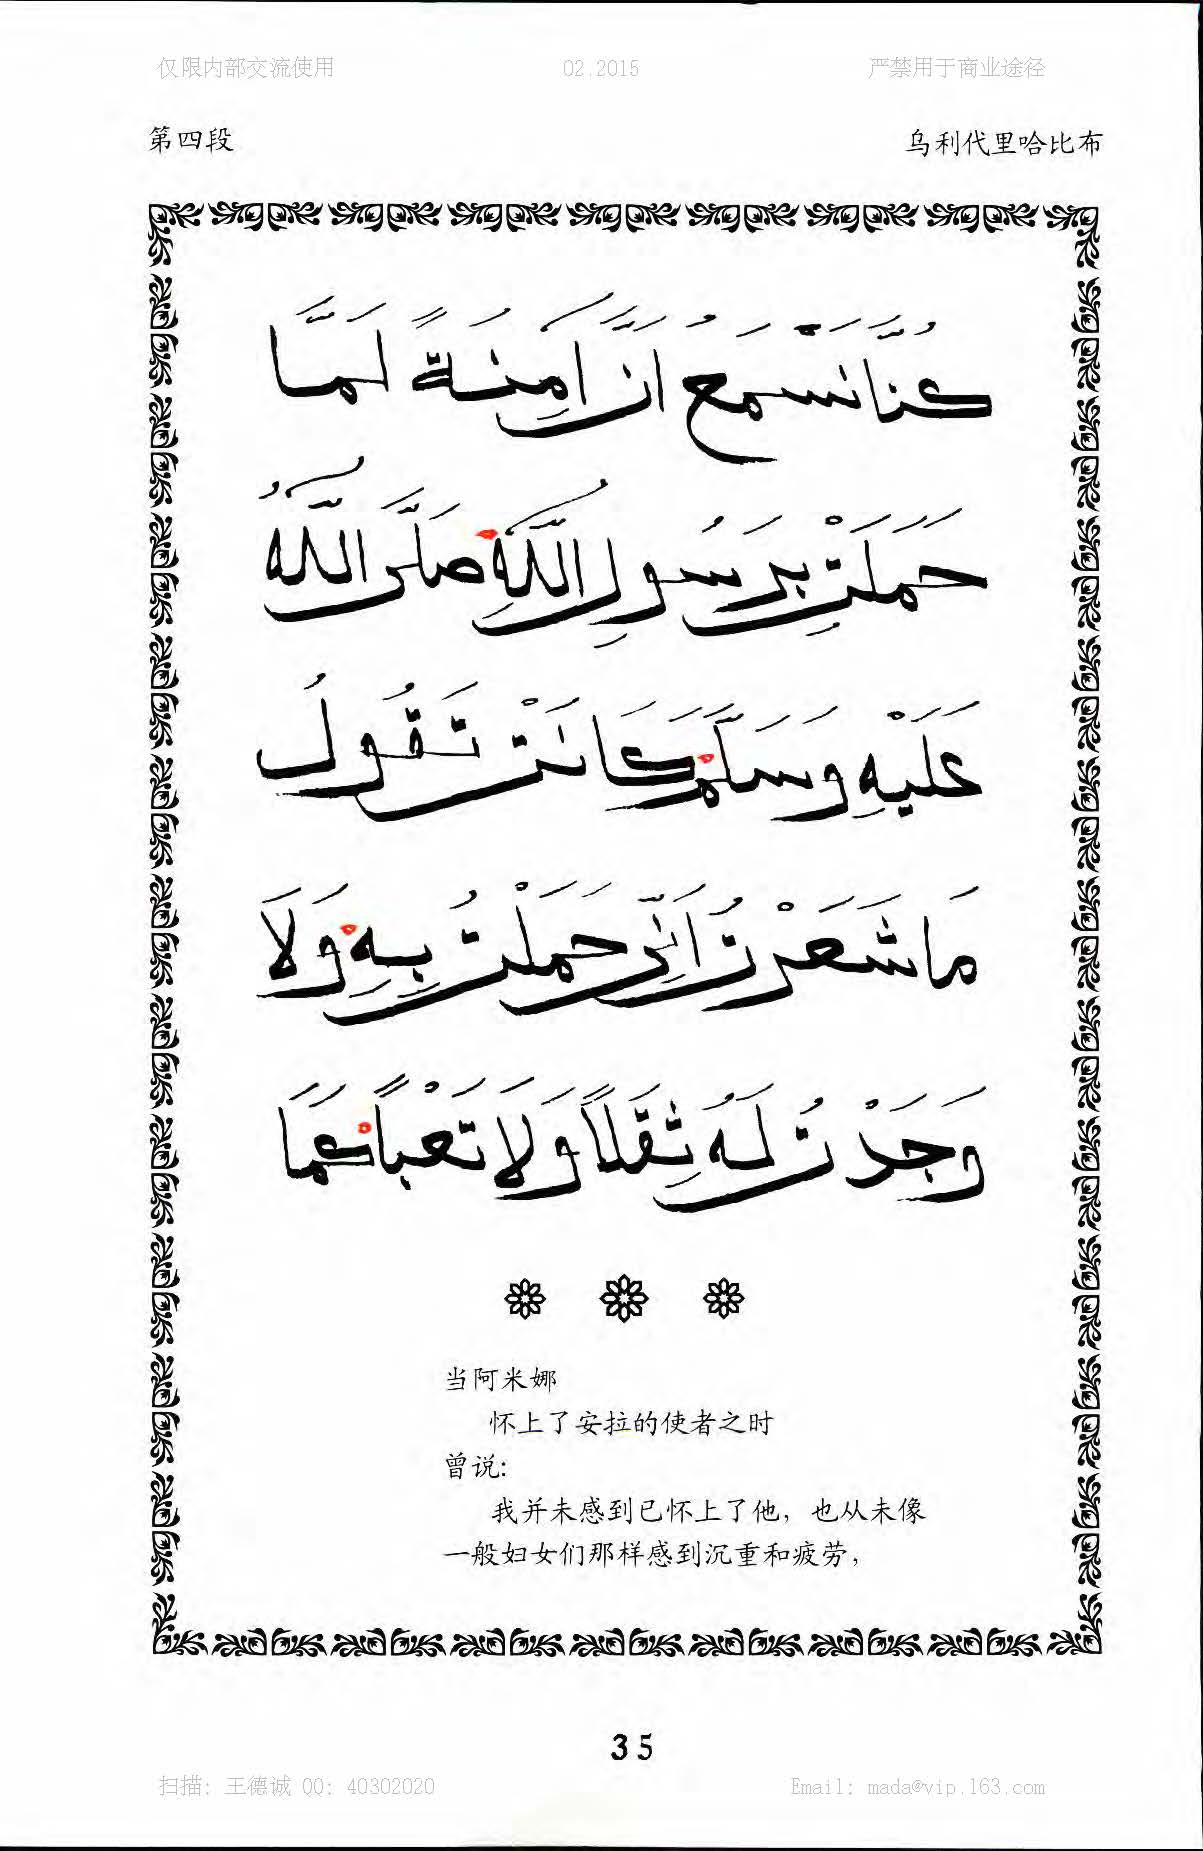 仅限内部交流使用 02.2015 严禁用于商业途径
第四段 乌利代里哈比布
كُنَّا نَسْمَعُ اَنَّ اٰمِنَةً لَمَّا
حَمَلَتْ بِرَسُولِ اللّٰهِ صَلَّى اللّٰهُ
عَلَيْهِ وَسَلَّمَ كَانَتْ تَقُولُ
مَا شَعَرْتُ اَنِّى حَمَلْتُ بِهِ وَلَا
وَجَدْتُ لَهُ ثِقَلًا وَلَا تَعْبًا كَمَا
当阿米娜
怀上了安拉的使者之时
曾说:
我并未感到已怀上了他，也从未像
一般妇女们那样感到沉重和疲劳，
35
扫描: 王德诚 QQ: 40302020 Email: mada@vip.163.com